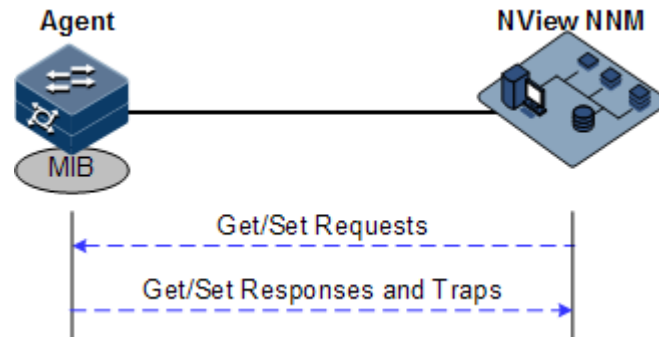 Agent
NView NNM
MIB
Get/Set Requests
Get/Set Responses and Traps